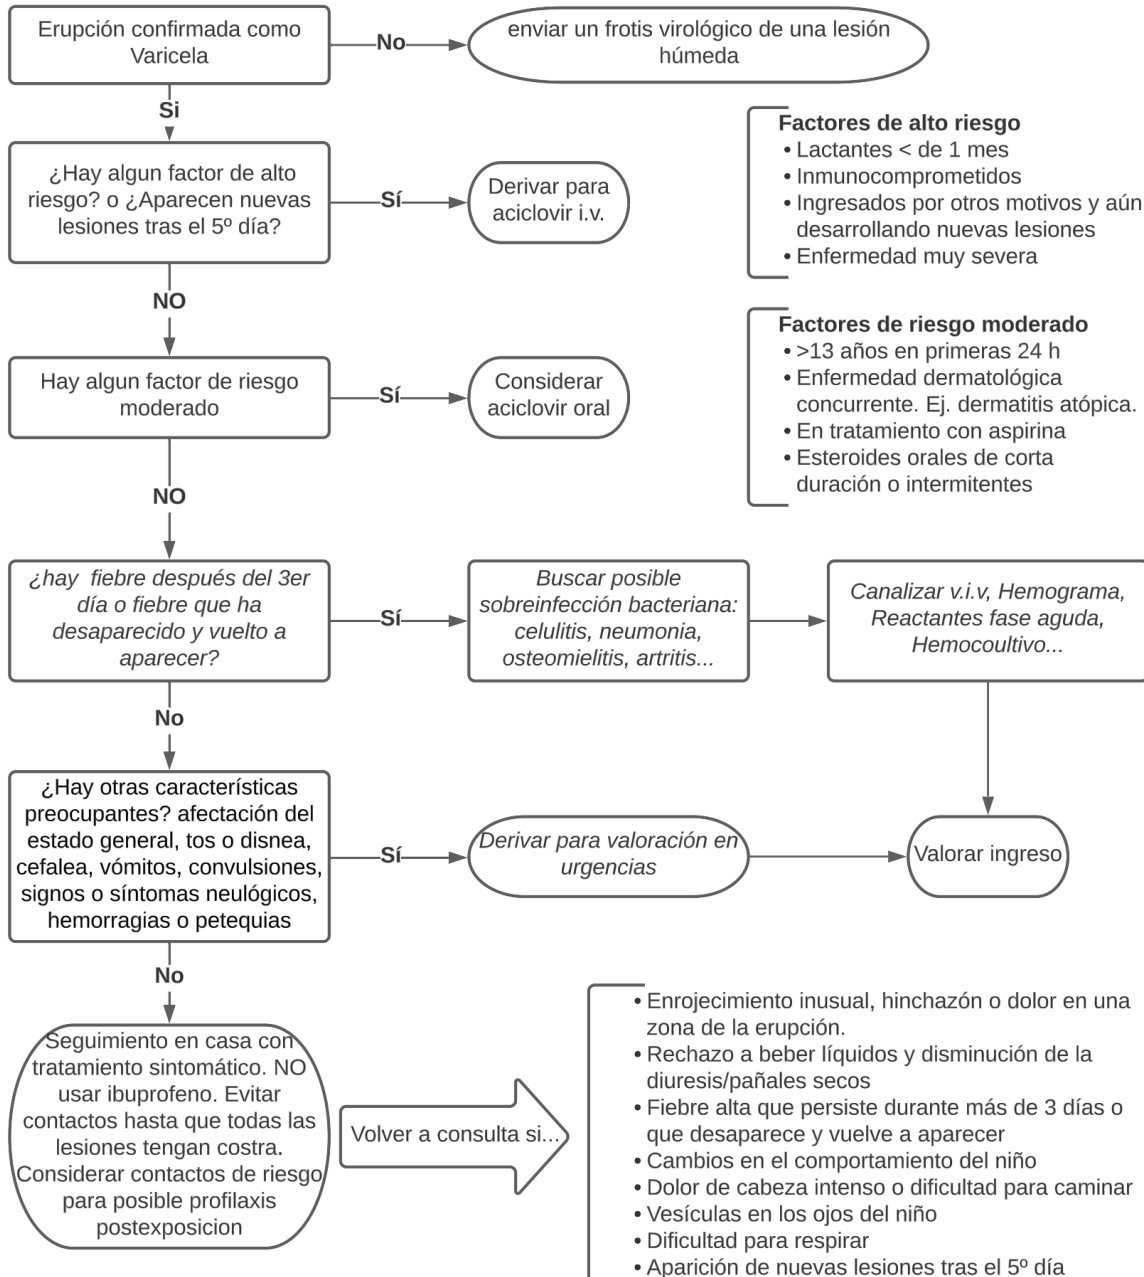 Erupción confirmada como
Varicela
No
enviar un frotis virológico de una lesión
húmeda
Si
¿Hay algun factor de alto
riesgo? o ¿Aparecen nuevas
lesiones tras el 5º día?
Sí
Derivar para
aciclovir i.v.
Factores de alto riesgo
• Lactantes < de 1 mes
• Inmunocomprometidos
• Ingresados por otros motivos y aún
desarrollando nuevas lesiones
• Enfermedad muy severa
NO
Hay algun factor de riesgo
moderado
Sí
Considerar
aciclovir oral
Factores de riesgo moderado
• >13 años en primeras 24 h
• Enfermedad dermatológica
concurrente. Ej. dermatitis atópica.
• En tratamiento con aspirina
• Esteroides orales de corta
duración o intermitentes
NO
¿hay fiebre después del 3er
día o fiebre que ha
desaparecido y vuelto a
aparecer?
Sí
Buscar posible
sobreinfección bacteriana:
celulitis, neumonia,
osteomielitis, artritis...
Canalizar v.i.v, Hemograma,
Reactantes fase aguda,
Hemocoultivo...
No
¿Hay otras características
preocupantes? afectación del
estado general, tos o disnea,
cefalea, vómitos, convulsiones,
signos o síntomas neulógicos,
hemorragias o petequias
Sí
Derivar para valoración en
urgencias
Valorar ingreso
No
Seguimiento en casa con
tratamiento sintomático. NO
usar ibuprofeno. Evitar
contactos hasta que todas las
lesiones tengan costra.
Considerar contactos de riesgo
para posible profilaxis
postexposicion
Volver a consulta si...
• Enrojecimiento inusual, hinchazón o dolor en una
zona de la erupción.
• Rechazo a beber líquidos y disminución de la
diuresis/pañales secos
• Fiebre alta que persiste durante más de 3 días o
que desaparece y vuelve a aparecer
• Cambios en el comportamiento del niño
• Dolor de cabeza intenso o dificultad para caminar
• Vesículas en los ojos del niño
• Dificultad para respirar
• Aparición de nuevas lesiones tras el 5º día